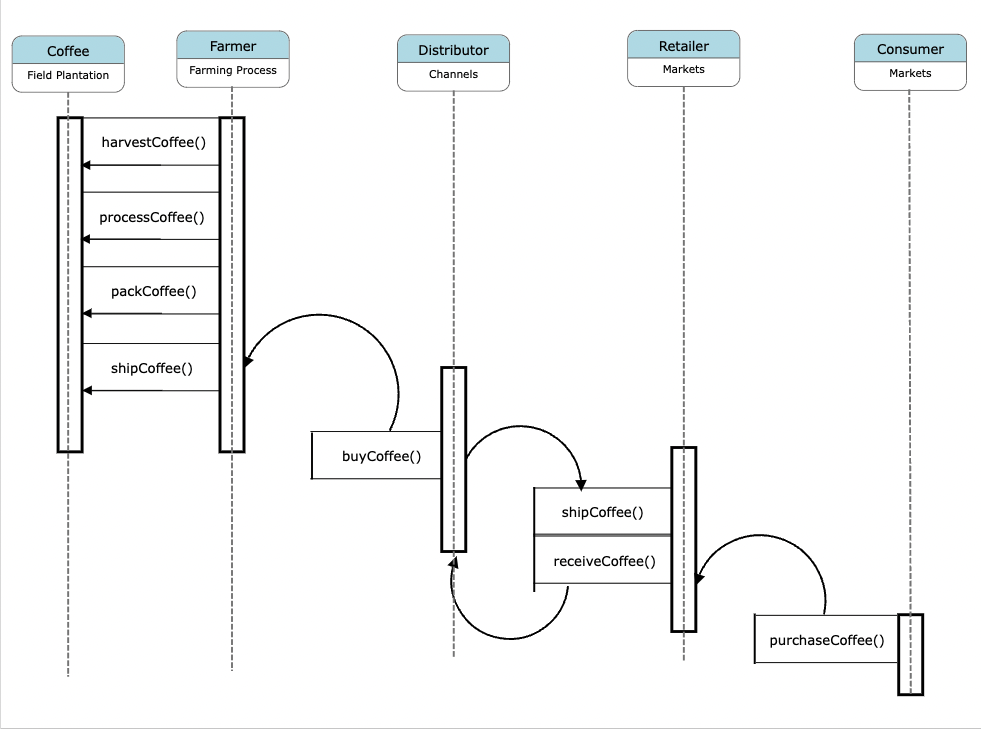 Coffee
Field Plantation
Farmer
Farming Process
Distributor
Channels
Retailer
Markets
Consumer
Markets
harvestCoffee()
processCoffee()
packCoffee()
shipCoffee()
buyCoffee()
shipCoffee()
receiveCoffee()
purchaseCoffee()